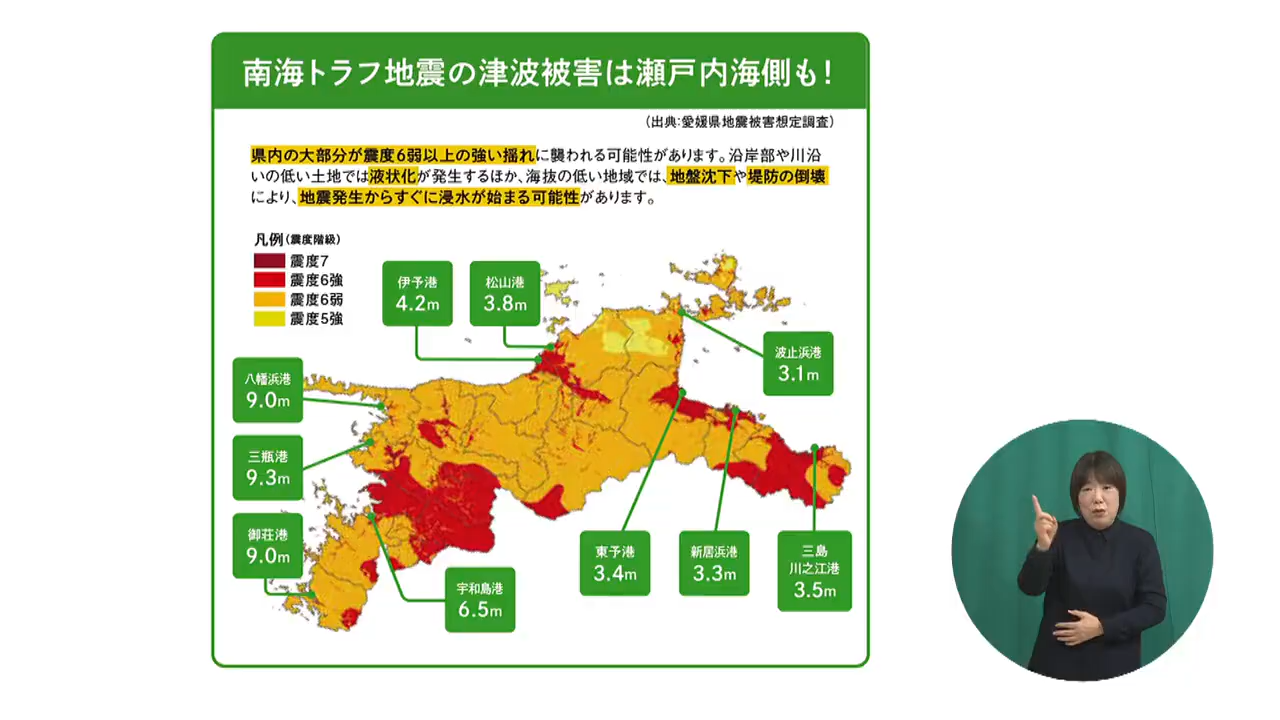 南海トラフ地震の津波被害は瀬戸内海側も！
（出典：愛媛県地震被害想定調査）
県内の大部分が震度6弱以上の強い揺れに襲われる可能性があります。沿岸部や川沿
いの低い土地では液状化が発生するほか、海抜の低い地域では、地盤沈下や堤防の倒壊
により、地震発生からすぐに浸水が始まる可能性があります。
凡例（震度階級）
震度7
震度6強
震度6弱
震度5強
伊予港
4.2m
松山港
3.8m
波止浜港
3.1m
八幡浜港
9.0m
三瓶港
9.3m
御荘港
9.0m
宇和島港
6.5m
東予港
3.4m
新居浜港
3.3m
三島
川之江港
3.5m